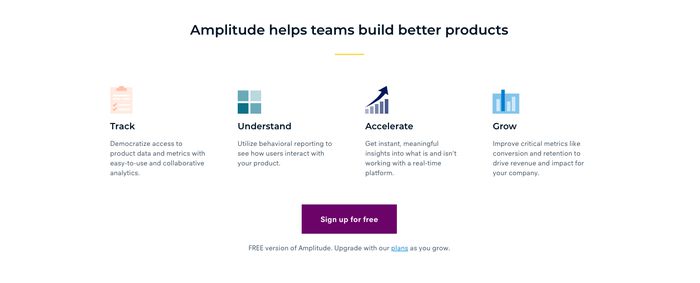 Amplitude helps teams build better products
Track
Democratize access to
product data and metrics with
easy-to-use and collaborative
analytics.
Understand
Utilize behavioral reporting to
see how users interact with
your product.
Accelerate
Get instant, meaningful
insights into what is and isn't
working with a real-time
platform.
Grow
Improve critical metrics like
conversion and retention to
drive revenue and impact for
your company.
Sign up for free
FREE version of Amplitude. Upgrade with our plans as you grow.